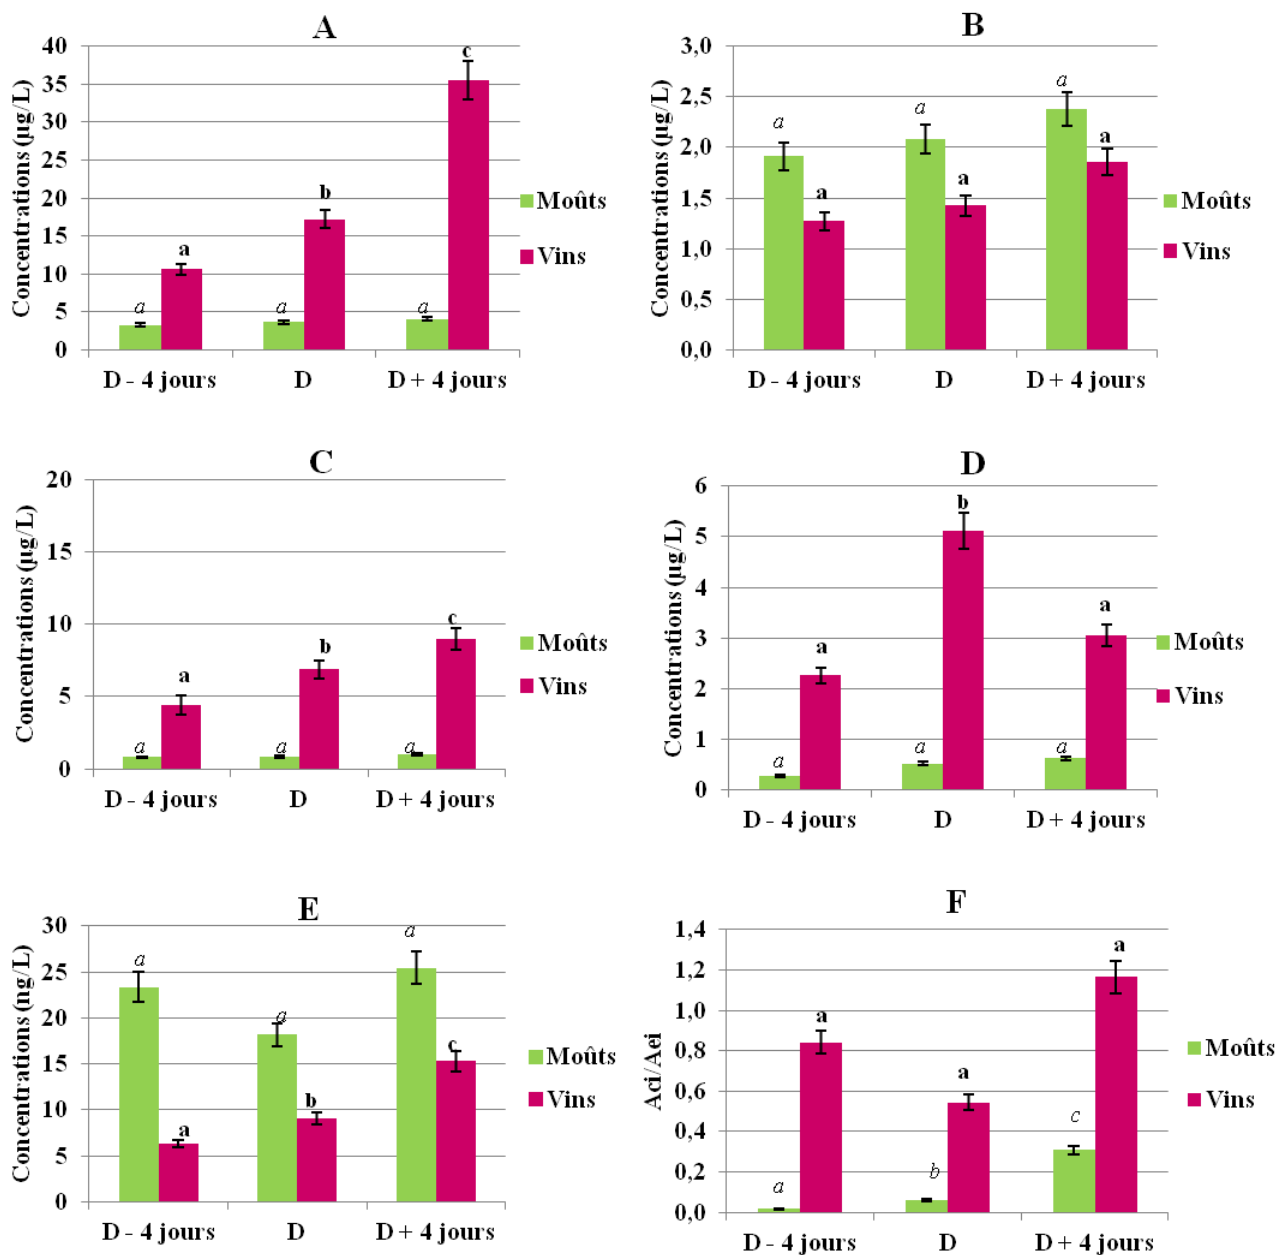 A
Concentrations (µg/L)
40
35
30
25
20
15
10
5
0
a
a
a
b
a
c
D - 4 jours
D
D + 4 jours
Moûts
Vins
B
Concentrations (µg/L)
3,0
2,5
2,0
1,5
1,0
0,5
0,0
a
a
a
a
a
a
D - 4 jours
D
D + 4 jours
Moûts
Vins
C
Concentrations (µg/L)
20
15
10
5
0
a
a
a
b
a
c
D - 4 jours
D
D + 4 jours
Moûts
Vins
D
Concentrations (µg/L)
6
5
4
3
2
1
0
a
a
a
b
a
a
D - 4 jours
D
D + 4 jours
Moûts
Vins
E
Concentrations (ng/L)
30
25
20
15
10
5
0
a
a
a
b
a
c
D - 4 jours
D
D + 4 jours
Moûts
Vins
F
Aci/Aei
1,4
1,2
1,0
0,8
0,6
0,4
0,2
0,0
a
a
b
a
c
a
D - 4 jours
D
D + 4 jours
Moûts
Vins